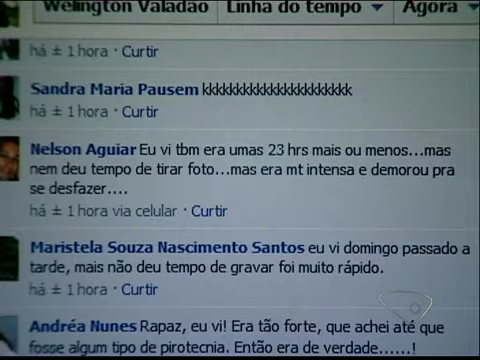 Welington Valadão Linha do tempo Agora
há ± 1 hora · Curtir
Sandra Maria Pausem kkkkkkkkkkkkkkkkkkkkkkk
há ± 1 hora · Curtir
Nelson Aguiar Eu vi tbm era umas 23 hrs mais ou menos...mas
nem deu tempo de tirar foto...mas era mt intensa e demorou pra
se desfazer....
há ± 1 hora via celular · Curtir
Maristela Souza Nascimento Santos eu vi domingo passado a
tarde, mais não deu tempo de gravar foi muito rápido.
há ± 1 hora · Curtir
Andréa Nunes Rapaz, eu vi! Era tão forte, que achei até que
fosse algum tipo de pirotecnia. Então era de verdade......!